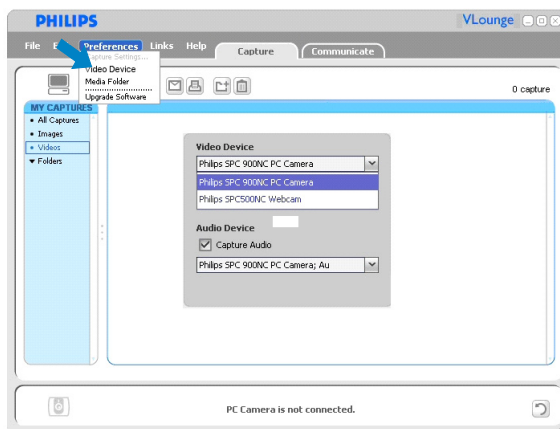 PHILIPS
VLounge
File
Preferences Links Help
Capture
Communicate
Capture Settings...
Video Device
Media Folder
Upgrade Software
0 capture
MY CAPTURES
All Captures
Images
Videos
Folders
Video Device
Philips SPC 900NC PC Camera
Philips SPC 900NC PC Camera
Philips SPC500NC Webcam
Audio Device
Capture Audio
Philips SPC 900NC PC Camera; Au
PC Camera is not connected.